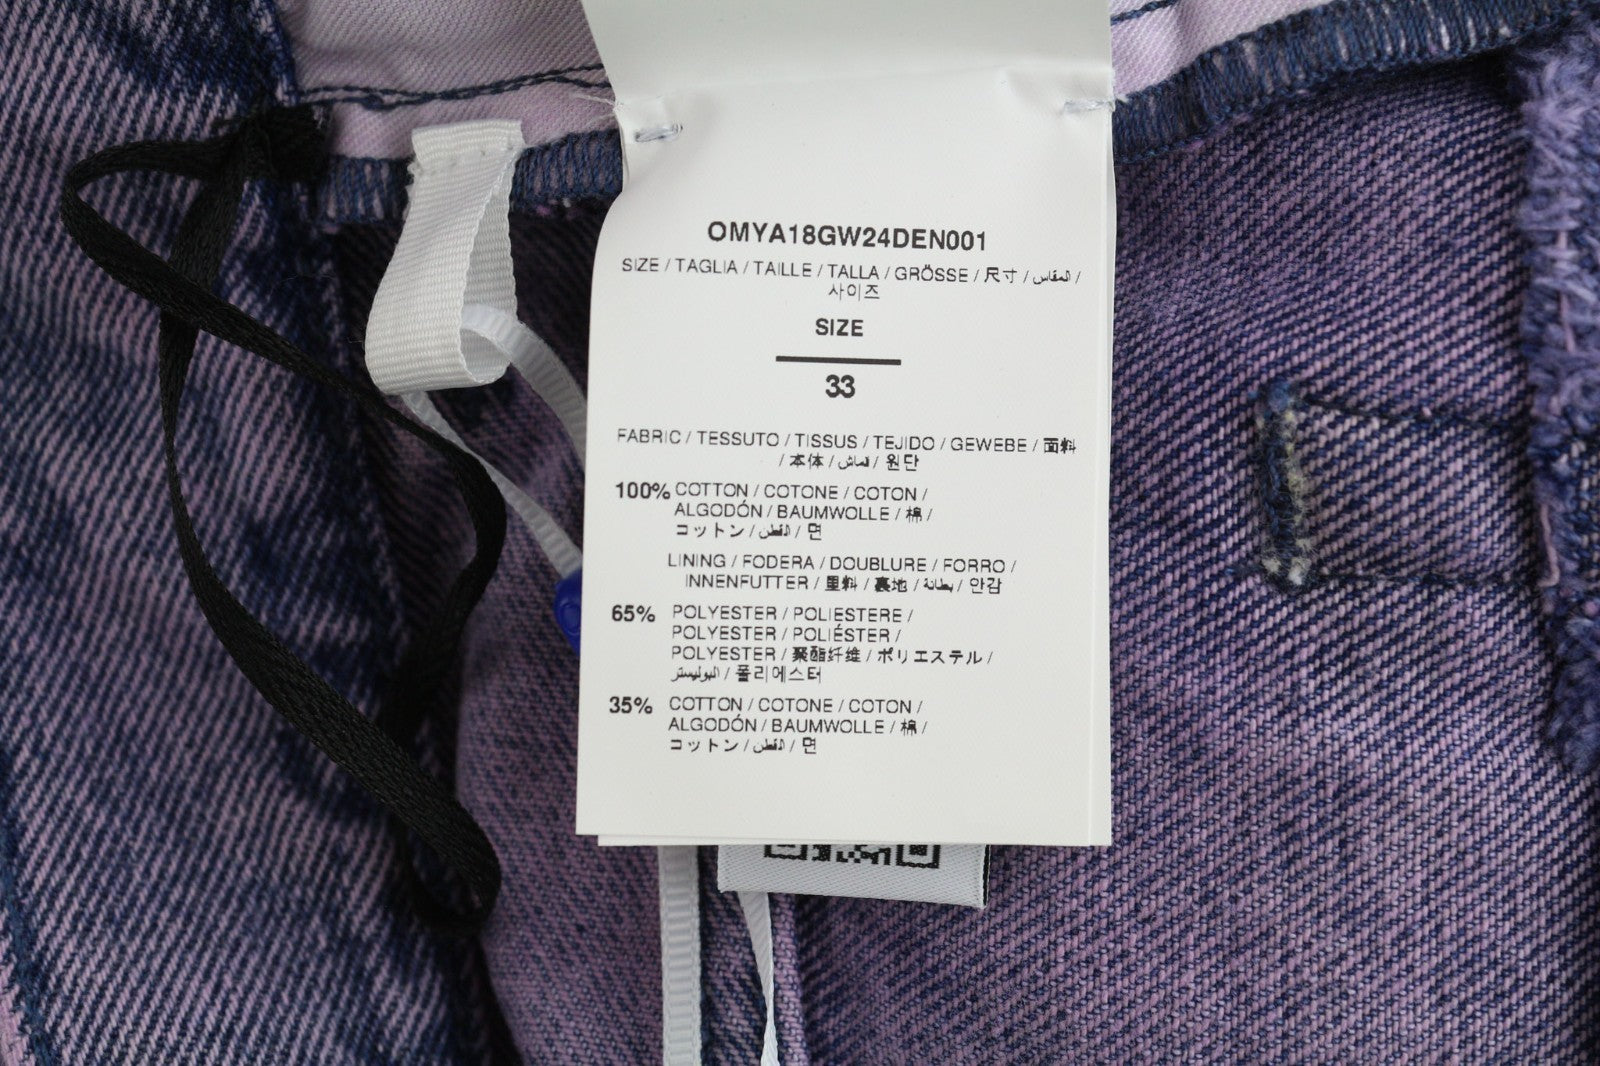 OMYA18GW24DEN001
SIZE / TAGLIA / TAILLE / TALLA / GRÖSSE / 尺寸 / المقاس /
사이즈
SIZE
33
FABRIC / TESSUTO / TISSUS / TEJIDO / GEWEBE / 面料
/ 本体 / قماش / 원단
100% COTTON / COTONE / COTON /
ALGODÓN / BAUMWOLLE / 棉 /
コットン / القطن / 면
LINING / FODERA / DOUBLURE / FORRO /
INNENFUTTER / 里料 / 裏地 / بطانة / 안감
65% POLYESTER / POLIESTERE /
POLYESTER / POLIÉSTER /
POLYESTER / 聚酯纤维 / ポリエステル /
البوليستر / 폴리에스터
35% COTTON / COTONE / COTON /
ALGODÓN / BAUMWOLLE / 棉 /
コットン / القطن / 면